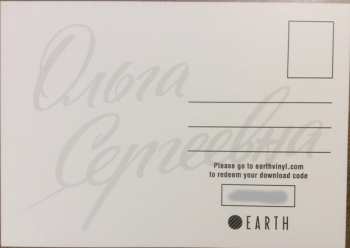 Ольга
Сергеевна
Please go to earthvinyl.com
to redeem your download code
EARTH